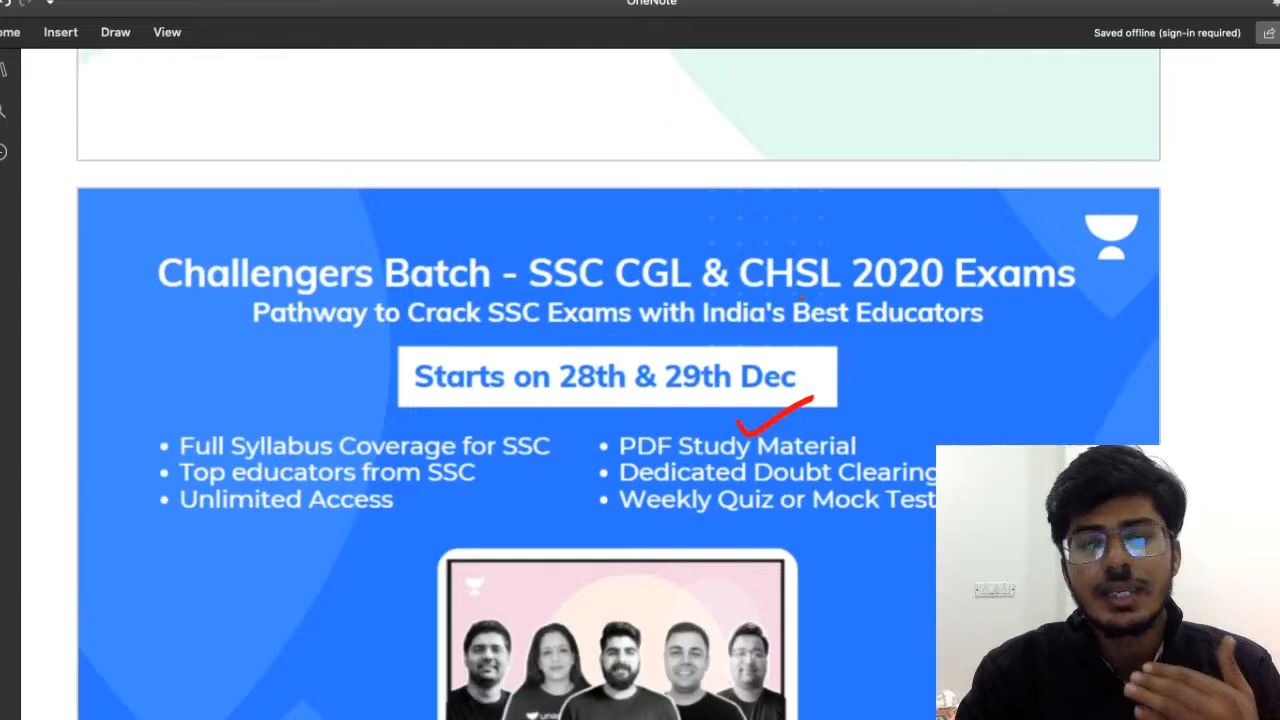 OneNote
ome Insert Draw View
Saved offline (sign-in required)
Challengers Batch - SSC CGL & CHSL 2020 Exams
Pathway to Crack SSC Exams with India's Best Educators
Starts on 28th & 29th Dec
• Full Syllabus Coverage for SSC
• Top educators from SSC
• Unlimited Access
• PDF Study Material
• Dedicated Doubt Clearing
• Weekly Quiz or Mock Test